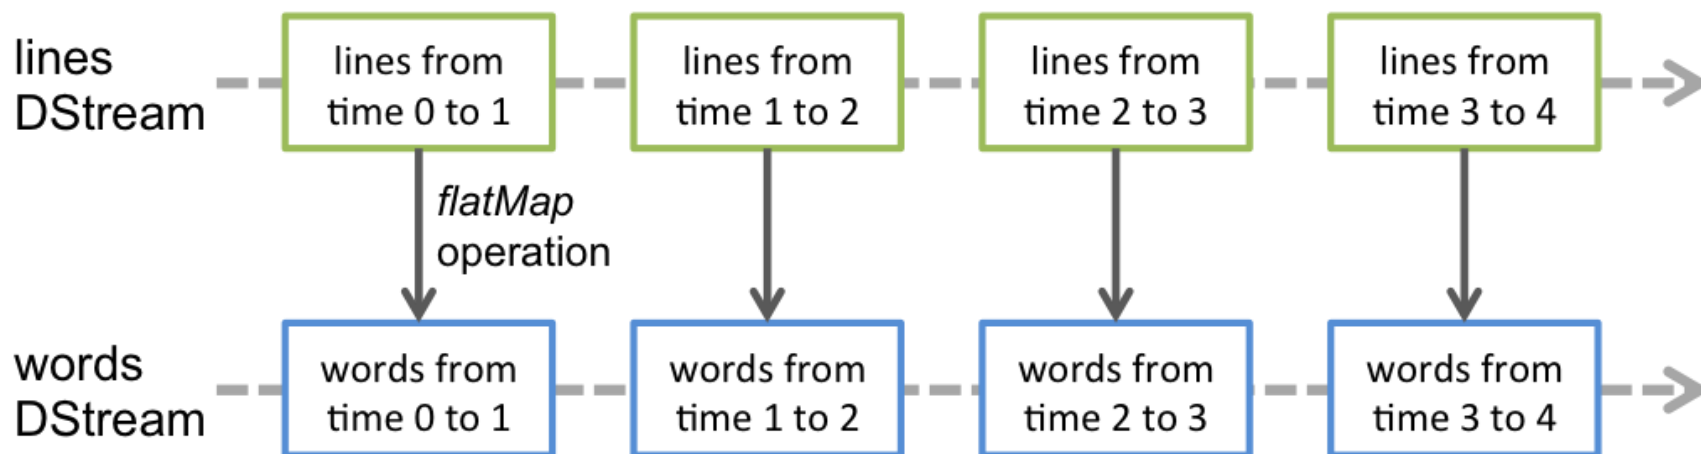 lines
DStream
lines from
time 0 to 1
lines from
time 1 to 2
lines from
time 2 to 3
lines from
time 3 to 4
flatMap
operation
words
DStream
words from
time 0 to 1
words from
time 1 to 2
words from
time 2 to 3
words from
time 3 to 4